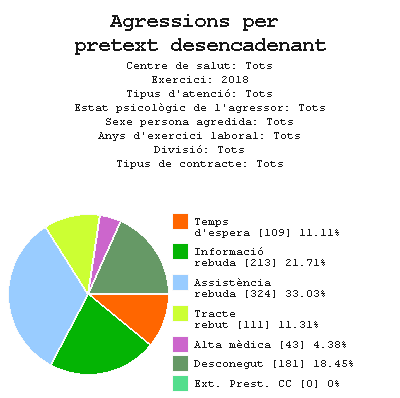 Agressions per
pretext desencadenant
Centre de salut: Tots
Exercici: 2018
Tipus d'atenció: Tots
Estat psicològic de l'agressor: Tots
Sexe persona agredida: Tots
Anys d'exercici laboral: Tots
Divisió: Tots
Tipus de contracte: Tots
Temps
d'espera [109] 11.11%
Informació
rebuda [213] 21.71%
Assistència
rebuda [324] 33.03%
Tracte
rebut [111] 11.31%
Alta mèdica [43] 4.38%
Desconegut [181] 18.45%
Ext. Prest. CC [0] 0%